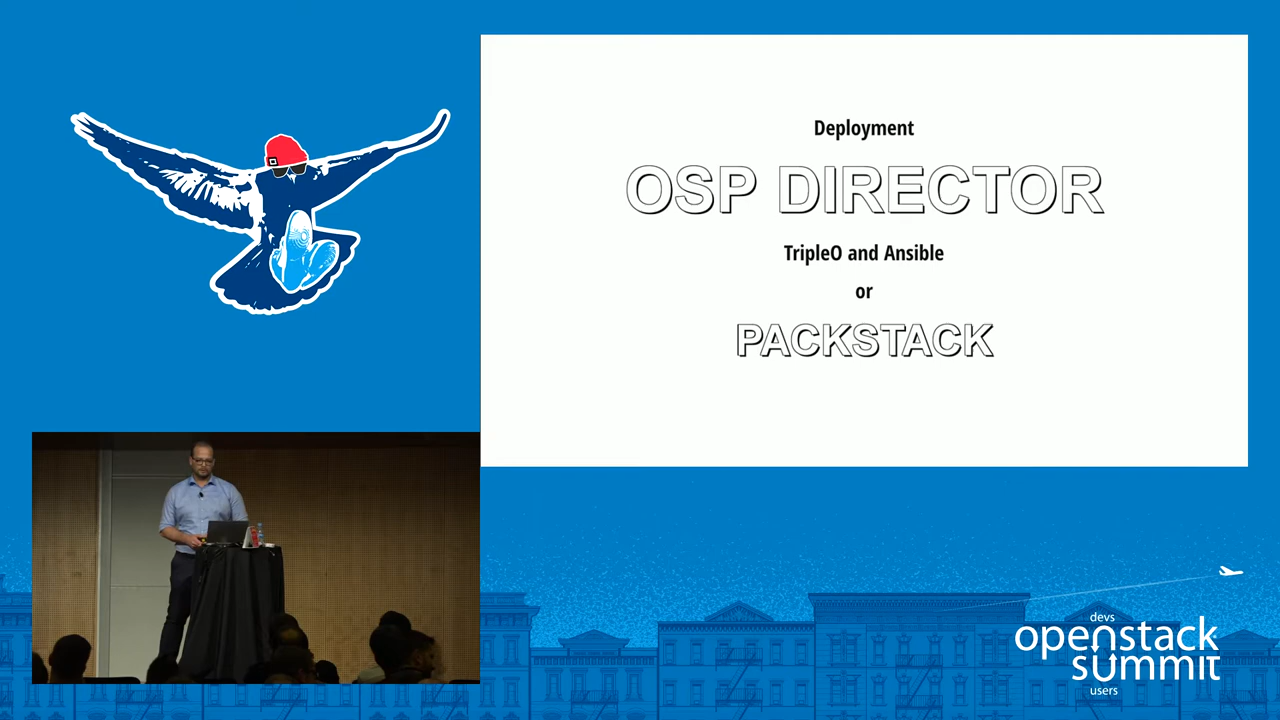 Deployment
OSP DIRECTOR
TripleO and Ansible
or
PACKSTACK
devs
openstack
summit
users